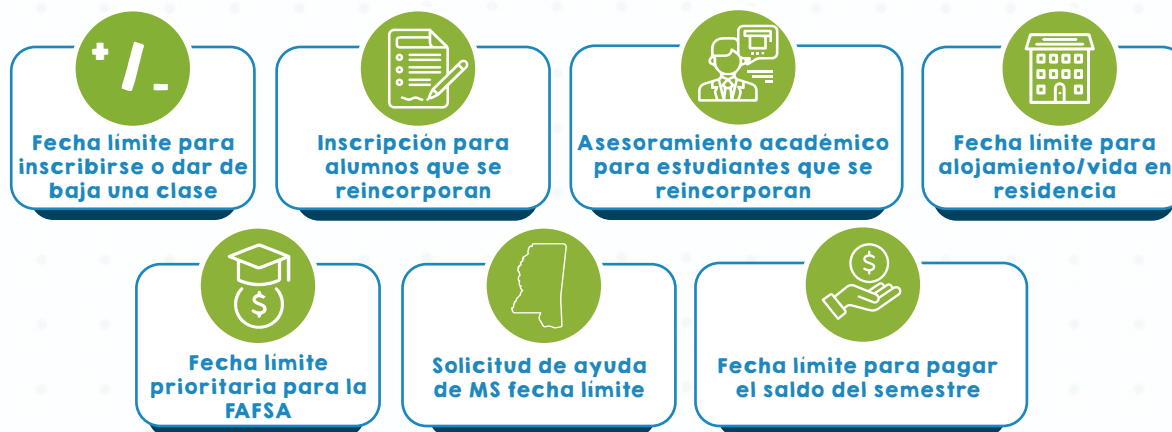 +/-
Fecha límite para
inscribirse o dar de
baja una clase
Inscripción para
alumnos que se
reincorporan
Asesoramiento académico
para estudiantes que se
reincorporan
Fecha límite para
alojamiento/vida en
residencia
$
Fecha límite
prioritaria para la
FAFSA
Solicitud de ayuda
de MS fecha límite
$
Fecha límite para pagar
el saldo del semestre